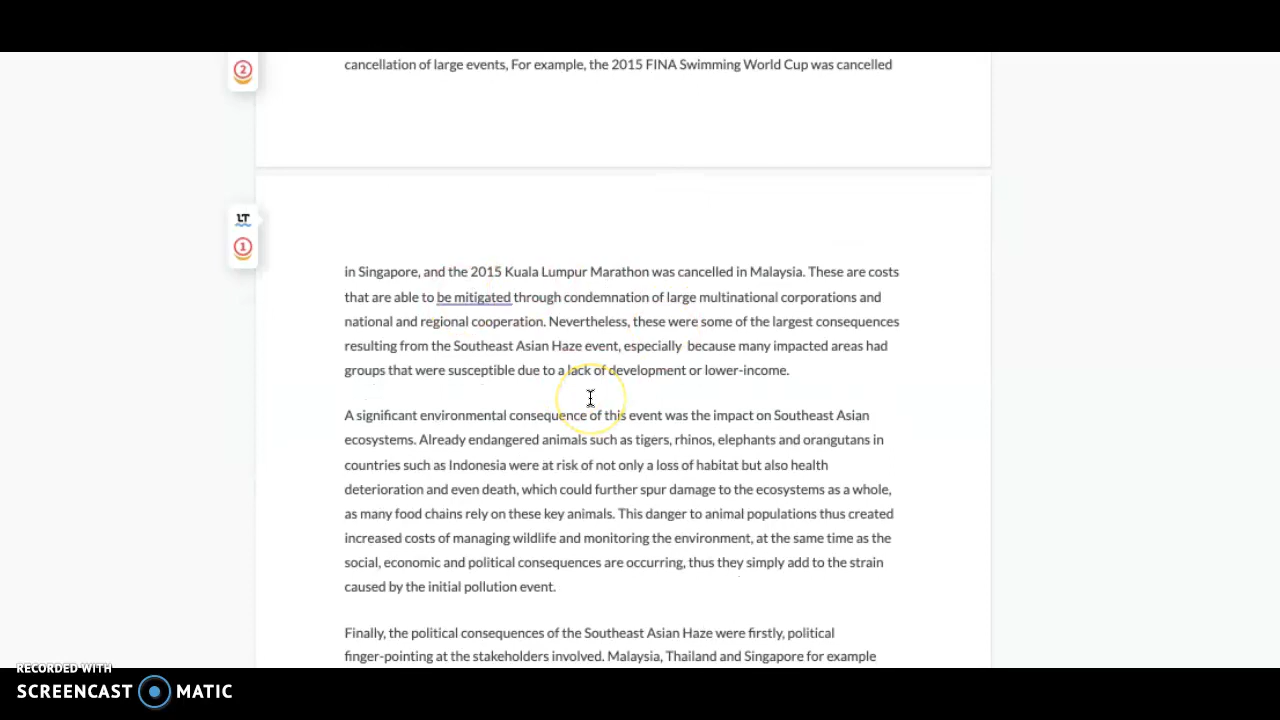 cancellation of large events, For example, the 2015 FINA Swimming World Cup was cancelled
2
LT
1
in Singapore, and the 2015 Kuala Lumpur Marathon was cancelled in Malaysia. These are costs
that are able to be mitigated through condemnation of large multinational corporations and
national and regional cooperation. Nevertheless, these were some of the largest consequences
resulting from the Southeast Asian Haze event, especially  because many impacted areas had
groups that were susceptible due to a lack of development or lower-income.
A significant environmental consequence of this event was the impact on Southeast Asian
ecosystems. Already endangered animals such as tigers, rhinos, elephants and orangutans in
countries such as Indonesia were at risk of not only a loss of habitat but also health
deterioration and even death, which could further spur damage to the ecosystems as a whole,
as many food chains rely on these key animals. This danger to animal populations thus created
increased costs of managing wildlife and monitoring the environment, at the same time as the
social, economic and political consequences are occurring, thus they simply add to the strain
caused by the initial pollution event.
Finally, the political consequences of the Southeast Asian Haze were firstly, political
finger-pointing at the stakeholders involved. Malaysia, Thailand and Singapore for example
RECORDED WITH
SCREENCAST MATIC